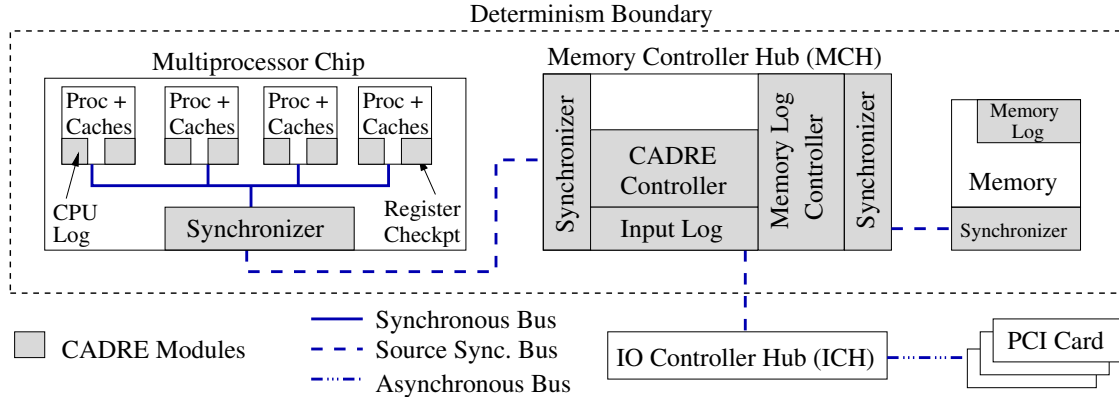 Determinism Boundary
Multiprocessor Chip
Proc +
Caches
Proc +
Caches
Proc +
Caches
Proc +
Caches
CPU
Log
Synchronizer
Register
Checkpt
Memory Controller Hub (MCH)
Synchronizer
CADRE
Controller
Input Log
Memory Log
Controller
Synchronizer
Memory
Log
Memory
Synchronizer
CADRE Modules
Synchronous Bus
Source Sync. Bus
Asynchronous Bus
IO Controller Hub (ICH)
PCI Card